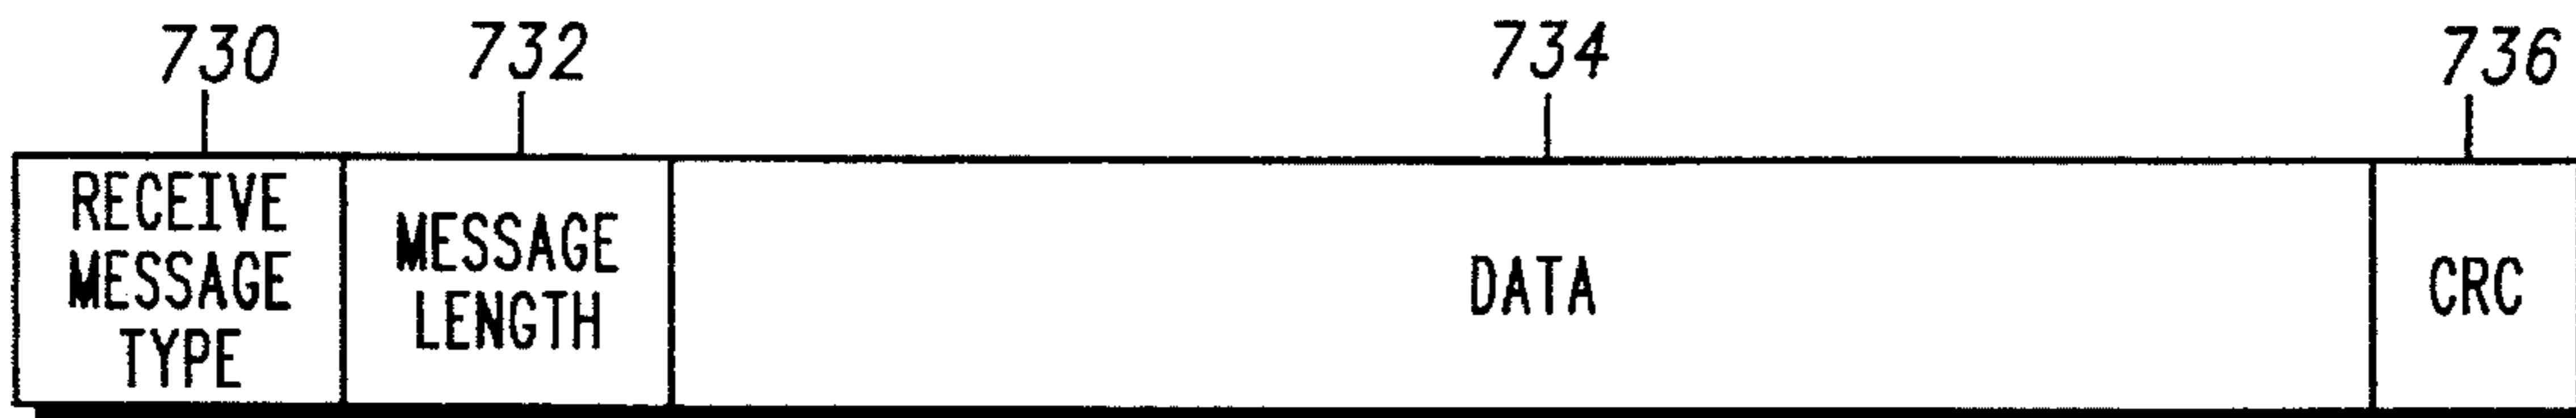 730 732 734 736
RECEIVE
MESSAGE
TYPE
MESSAGE
LENGTH
DATA
CRC